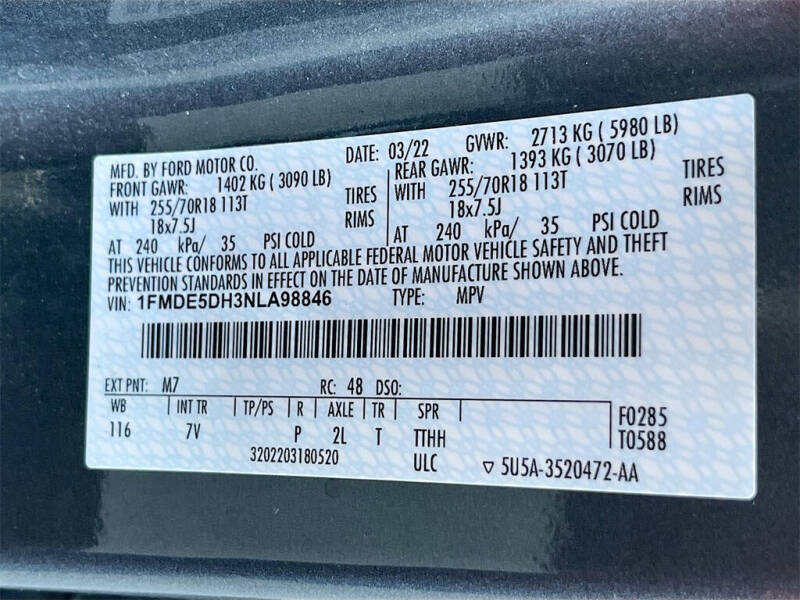 MFD. BY FORD MOTOR CO. DATE: 03/22 GVWR: 2713 KG ( 5980 LB)
FRONT GAWR: 1402 KG ( 3090 LB) REAR GAWR: 1393 KG ( 3070 LB)
WITH 255/70R18 113T TIRES WITH 255/70R18 113T TIRES
18x7.5J RIMS 18x7.5J RIMS
AT 240 kPa/ 35 PSI COLD AT 240 kPa/ 35 PSI COLD
THIS VEHICLE CONFORMS TO ALL APPLICABLE FEDERAL MOTOR VEHICLE SAFETY AND THEFT
PREVENTION STANDARDS IN EFFECT ON THE DATE OF MANUFACTURE SHOWN ABOVE.
VIN: 1FMDE5DH3NLA98846 TYPE: MPV
EXT PNT: M7 RC: 48 DSO:
WB INT TR TP/PS R AXLE TR SPR F0285
116 7V P 2L T TTHH T0588
3202203180520 ULC ▽ 5U5A-3520472-AA